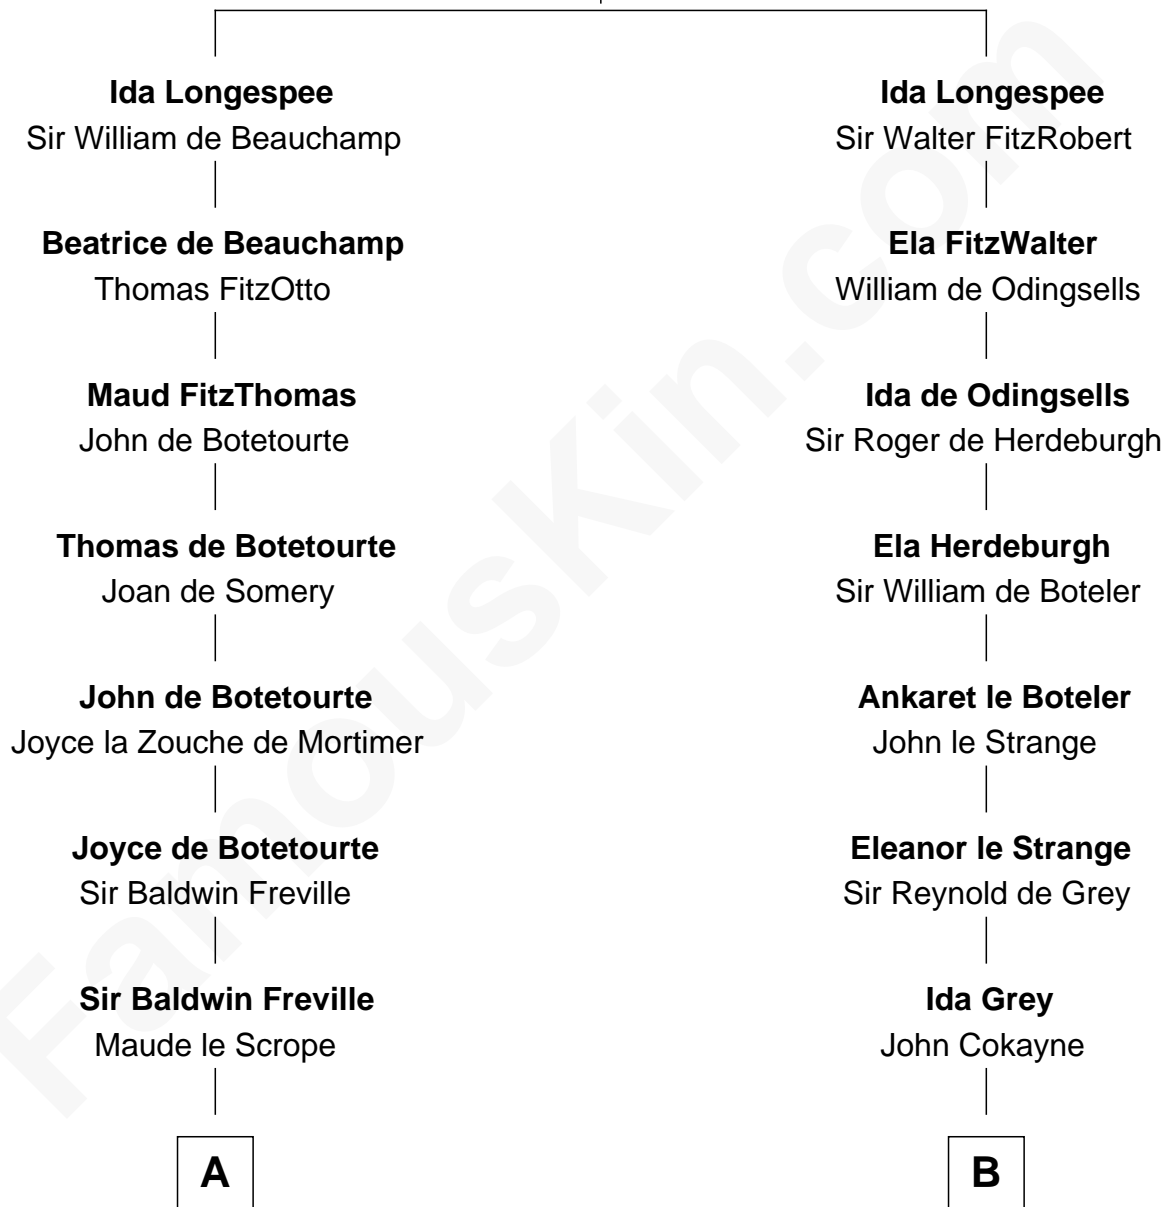 Ida Longespee
Sir William de Beauchamp
Beatrice de Beauchamp
Thomas FitzOtto
Maud FitzThomas
John de Botetourte
Thomas de Botetourte
Joan de Somery
John de Botetourte
Joyce la Zouche de Mortimer
Joyce de Botetourte
Sir Baldwin Freville
Sir Baldwin Freville
Maude le Scrope
A
Ida Longespee
Sir Walter FitzRobert
Ela FitzWalter
William de Odingsells
Ida de Odingsells
Sir Roger de Herdeburgh
Ela Herdeburgh
Sir William de Boteler
Ankaret le Boteler
John le Strange
Eleanor le Strange
Sir Reynold de Grey
Ida Grey
John Cokayne
B
FamousKin.com